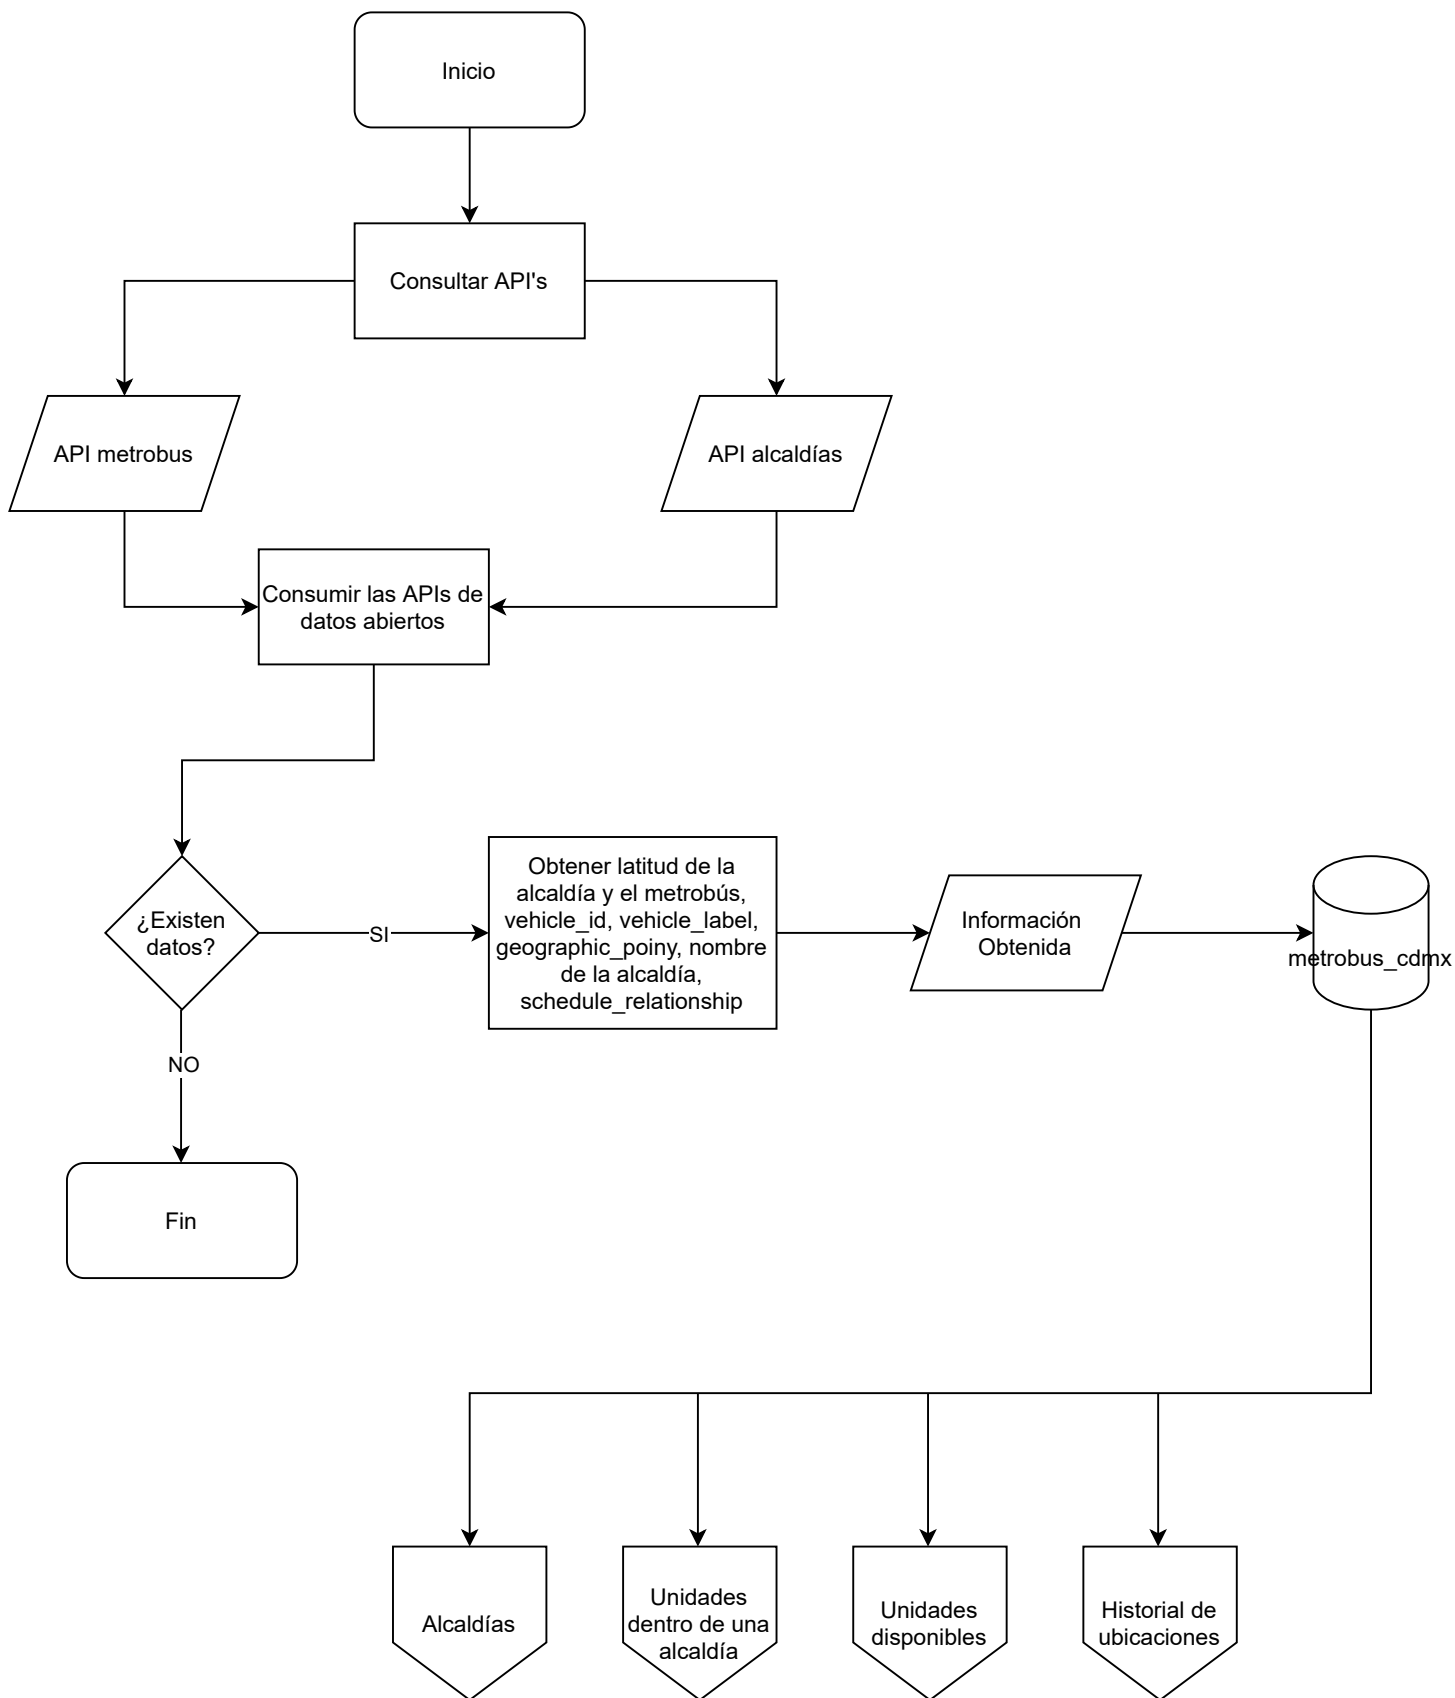 Inicio
Consultar API's
API metrobus
API alcaldías
Consumir las APIs de
datos abiertos
¿Existen
datos?
SI
Obtener latitud de la
alcaldía y el metrobús,
vehicle_id, vehicle_label,
geographic_poiny, nombre
de la alcaldía,
schedule_relationship
Información
Obtenida
metrobus_cdmx
NO
Fin
Alcaldías
Unidades
dentro de una
alcaldía
Unidades
disponibles
Historial de
ubicaciones